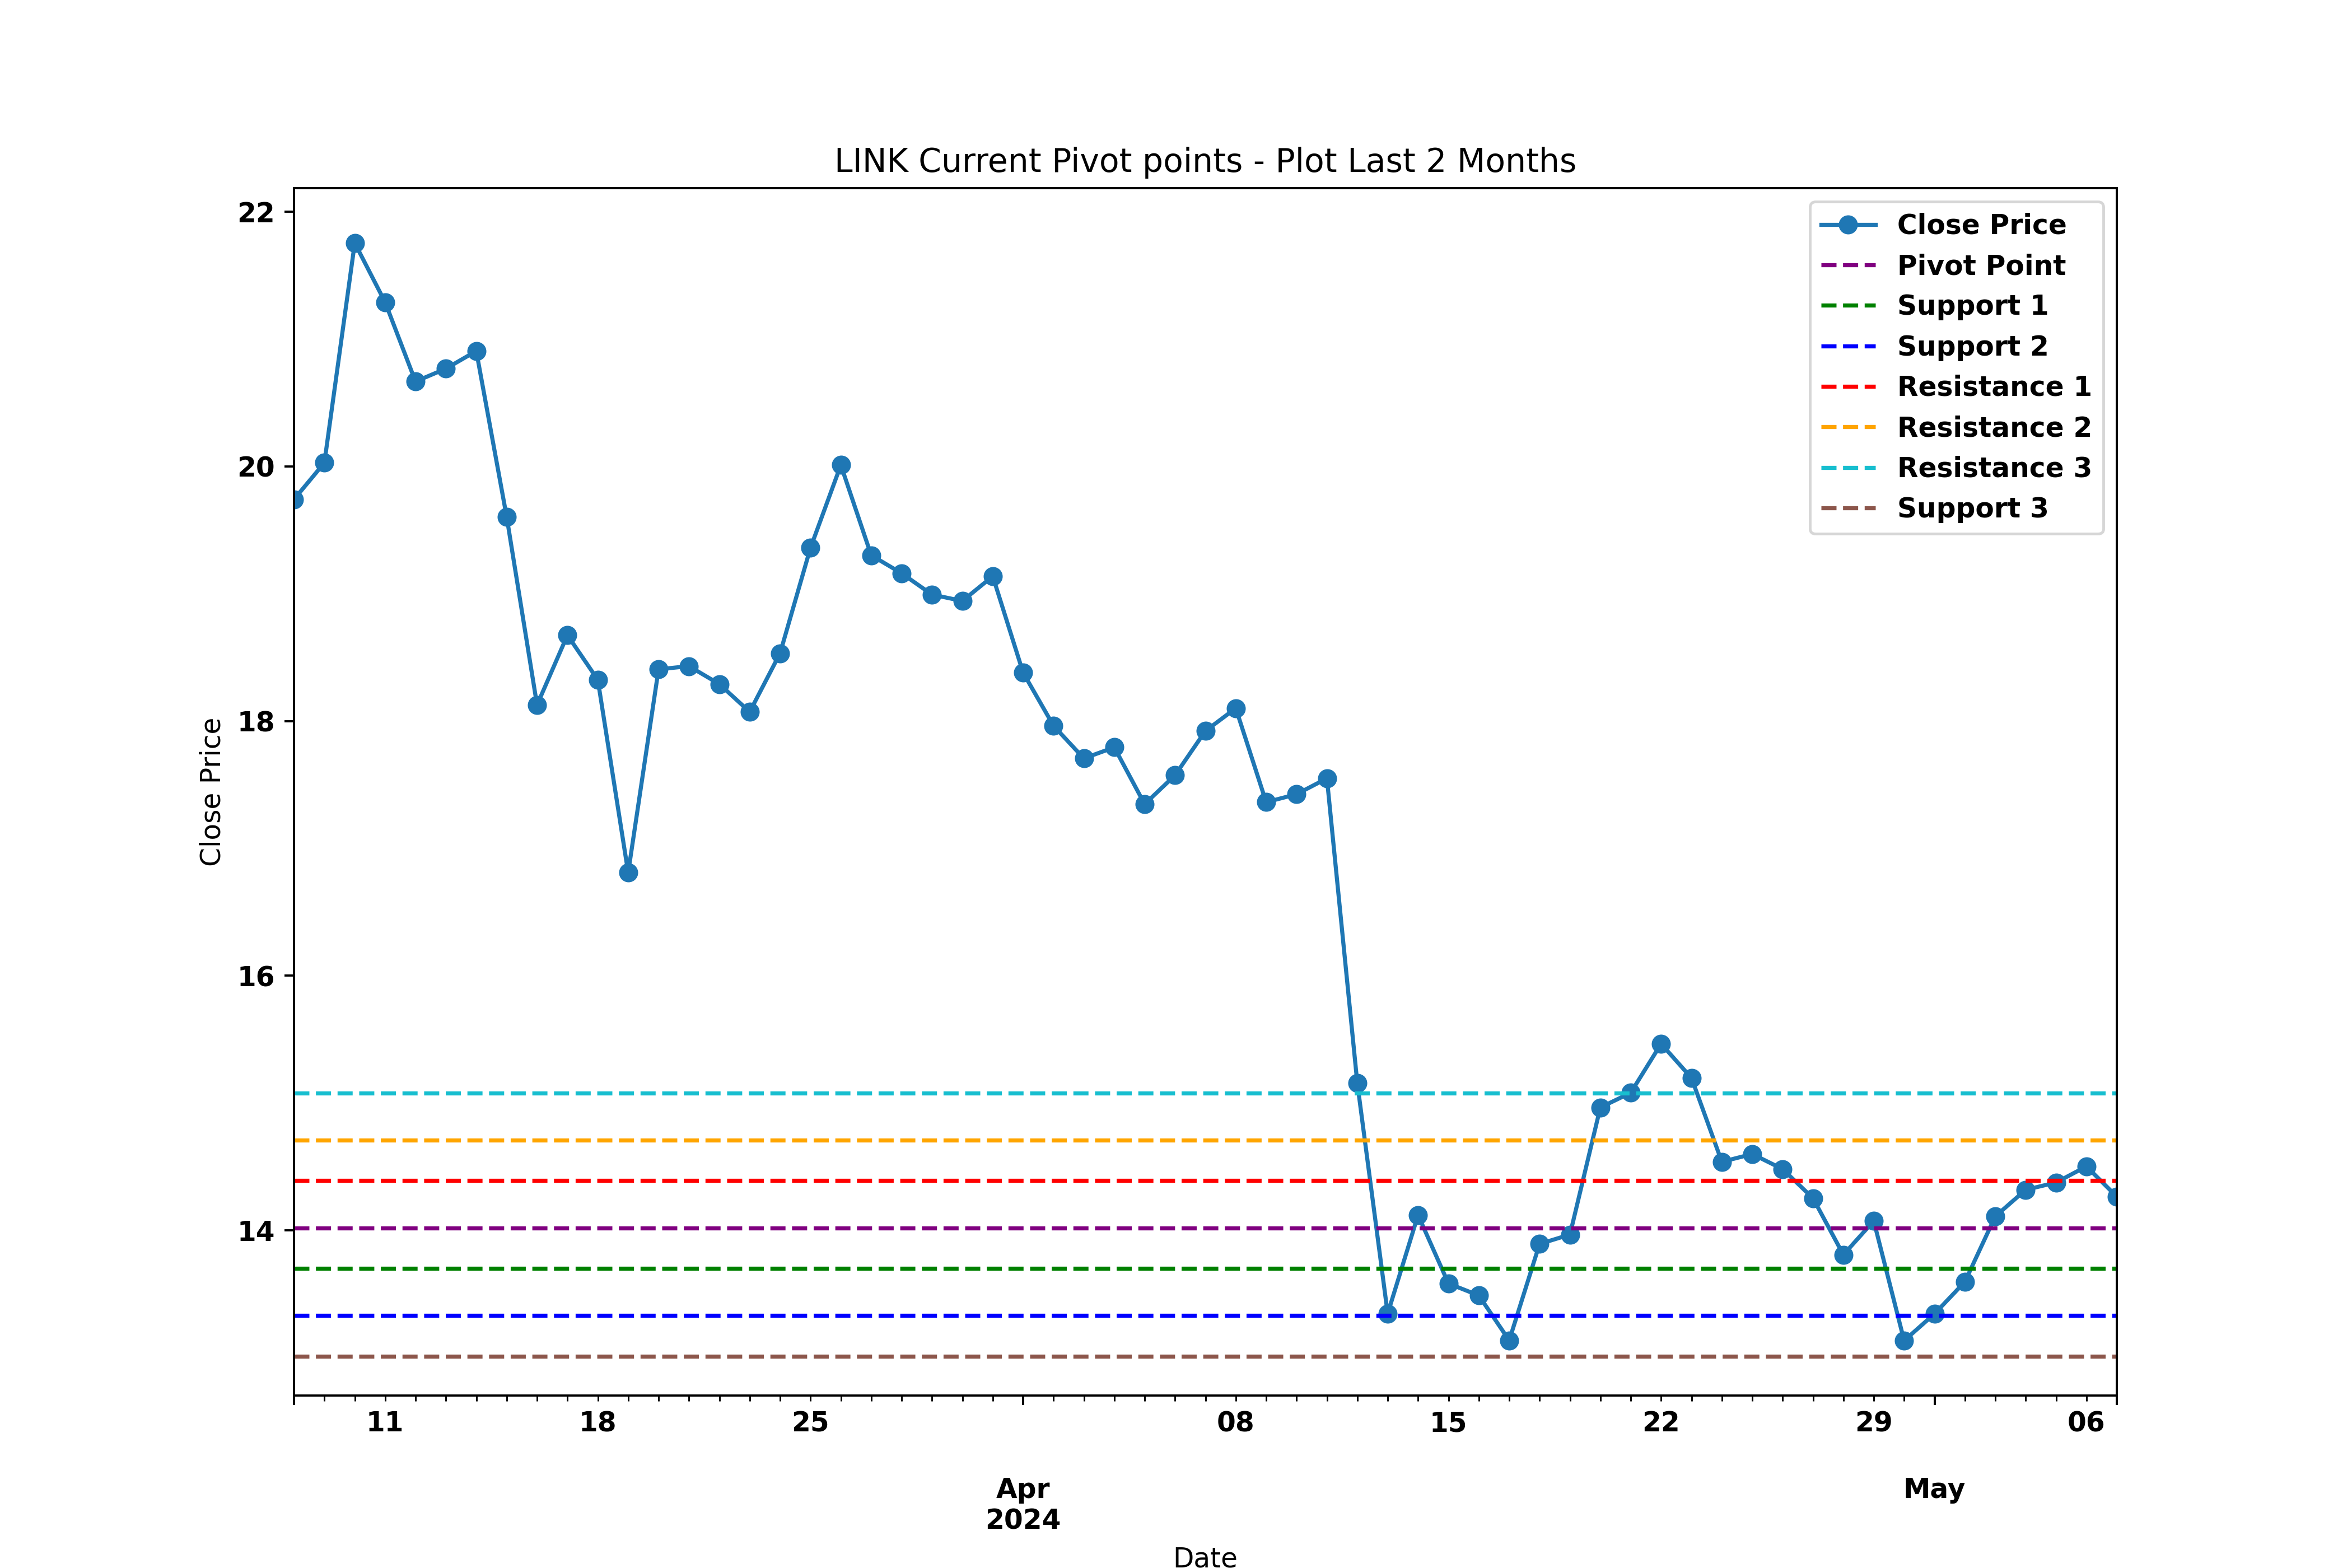 LINK Current Pivot points - Plot Last 2 Months
22
20
18
16
14
Close Price
Close Price
Pivot Point
Support 1
Support 2
Resistance 1
Resistance 2
Resistance 3
Support 3
11 18 25 08 15 22 29 06
Apr May
2024
Date